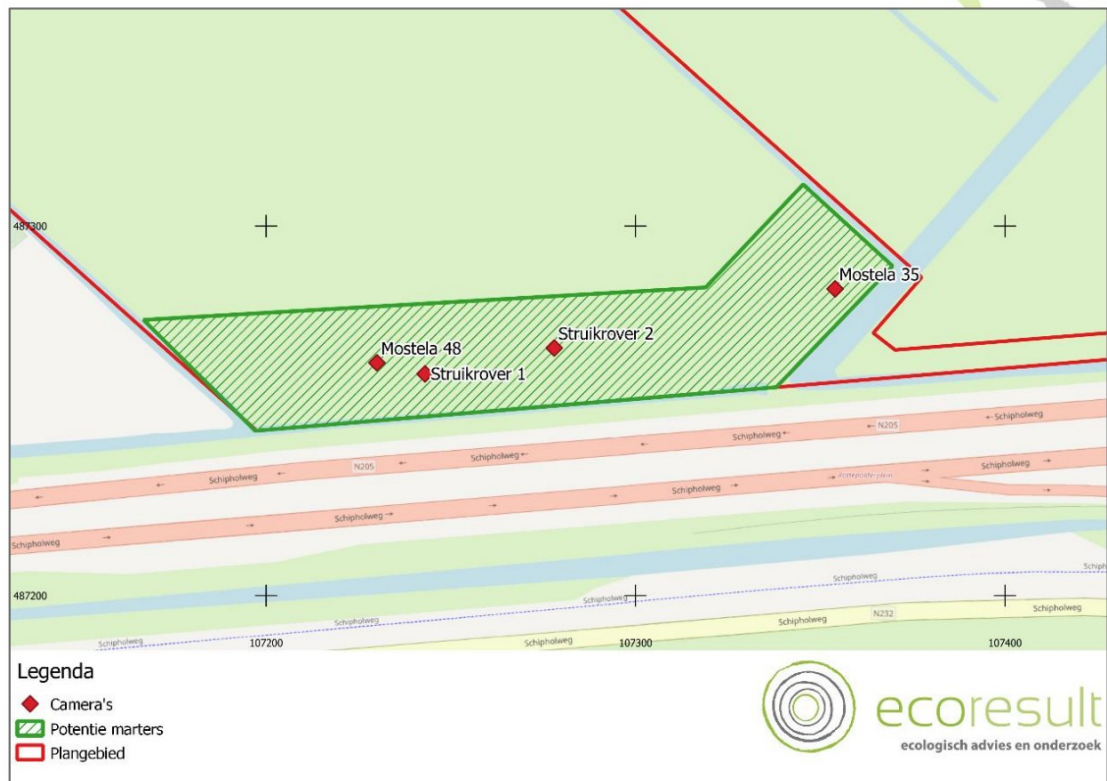 487300
Mostela 35
Struikrover 2
Mostela 48
Struikrover 1
Schipholweg
N205
Schipholweg
Schipholweg
N205
Schipholweg
Schipholweg
Schipholweg
Schipholweg
Schipholweg
Schipholweg
487200
Schipholweg
Schiph
Schipholweg
N232
Schipholweg
Schipholweg
Schipholweg
Schipholweg
107200
107300
107400
Legenda
Camera's
Potentie marters
Plangebied
ecoresult
ecologisch advies en onderzoek